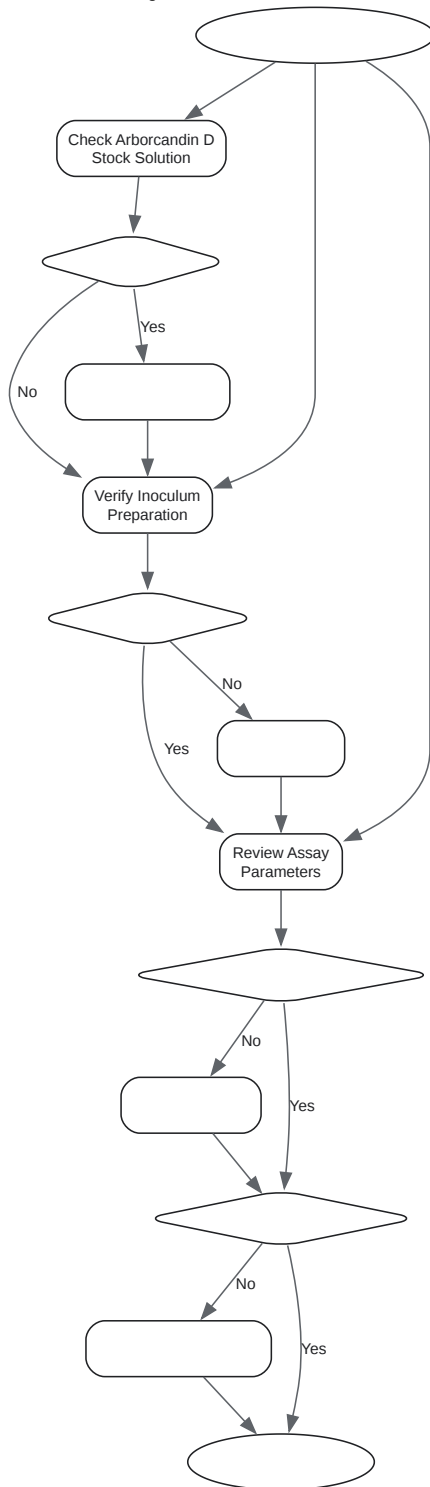 Check Arborcandin D
Stock Solution
Yes
No
Verify Inoculum
Preparation
No
Yes
Review Assay
Parameters
No
Yes
No
Yes